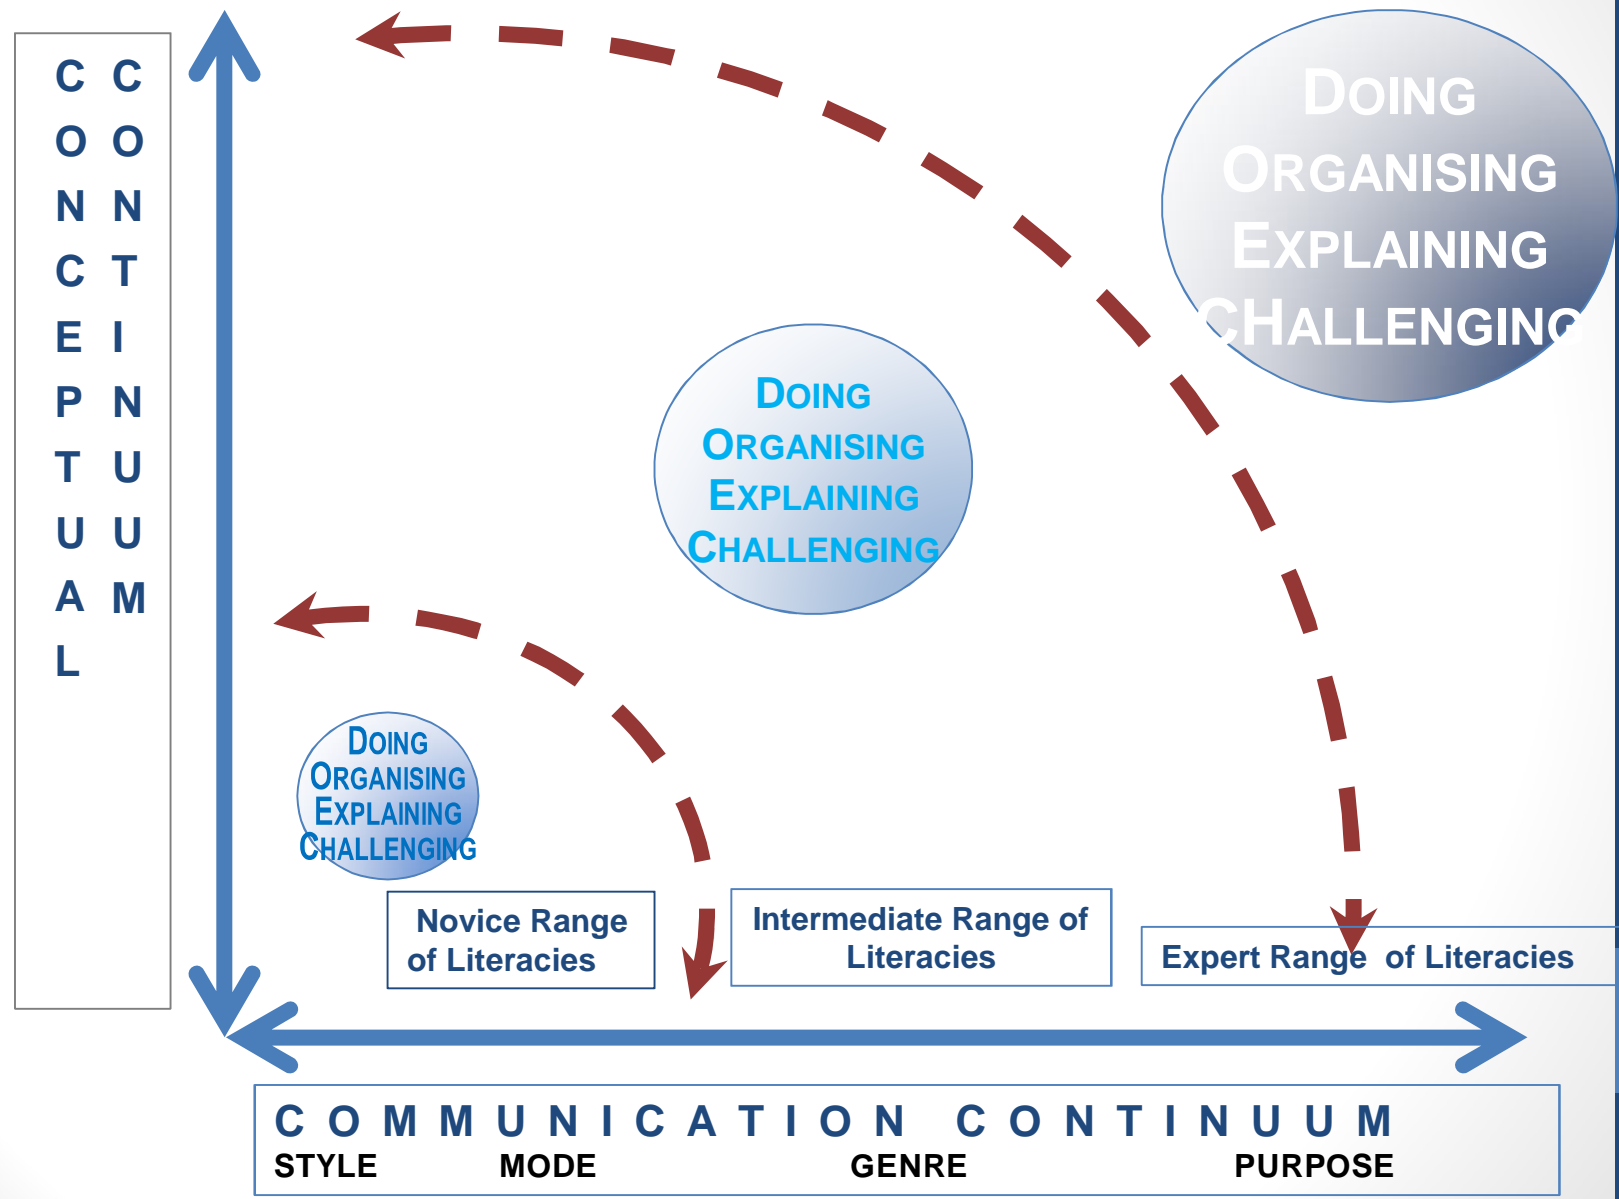 CONCEPTUAL
CONTINUUM
DOING
ORGANISING
EXPLAINING
CHALLENGING
DOING
ORGANISING
EXPLAINING
CHALLENGING
DOING
ORGANISING
EXPLAINING
CHALLENGING
Novice Range
of Literacies
Intermediate Range of
Literacies
Expert Range of Literacies
COMMUNICATION CONTINUUM
STYLE MODE GENRE PURPOSE